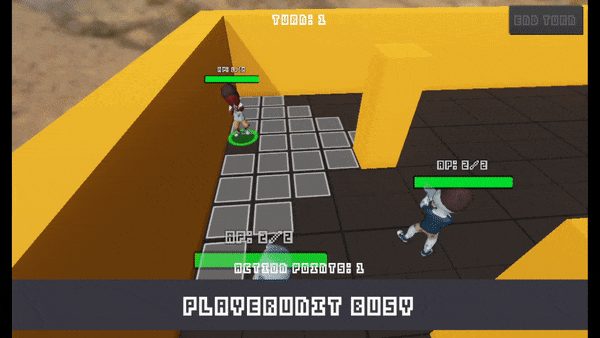 TURN: 1
END TURN
AP: 2/2
AP: 2/2
ACTION POINTS: 1
PLAYERUNIT BUSY